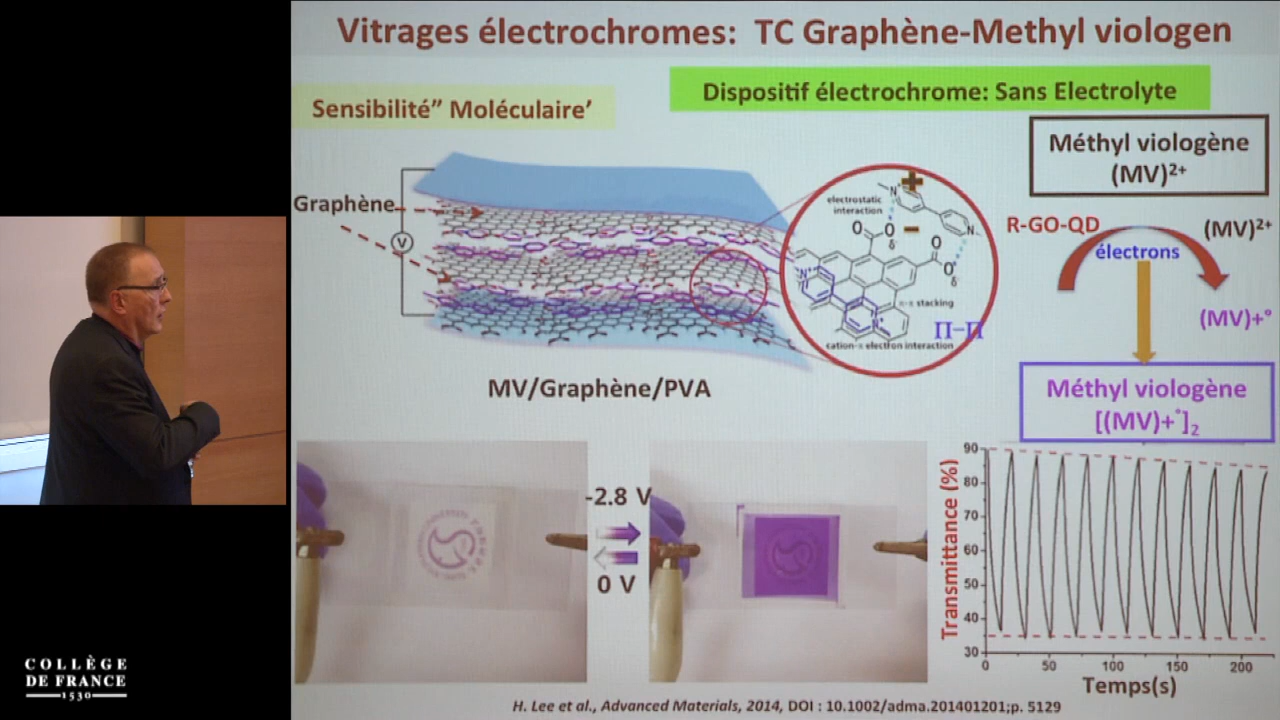 Vitrages électrochromes: TC Graphène-Methyl viologen
Sensibilité” Moléculaire’
Dispositif électrochrome: Sans Electrolyte
Méthyl viologène
(MV)²⁺
Graphène
V
electrostatic
interaction
+
N
N
O
O
δ
-
O
O
δ
N
π-π stacking
Π-Π
cation-π electron interaction
R-GO-QD
(MV)²⁺
électrons
(MV)+°
MV/Graphène/PVA
Méthyl viologène
[(MV)+°]₂
-2.8 V
0 V
Transmittance (%)
90
80
70
60
50
40
30
0
50
100
150
200
Temps(s)
COLLÈGE
DE FRANCE
1530
H. Lee et al., Advanced Materials, 2014, DOI : 10.1002/adma.201401201;p. 5129